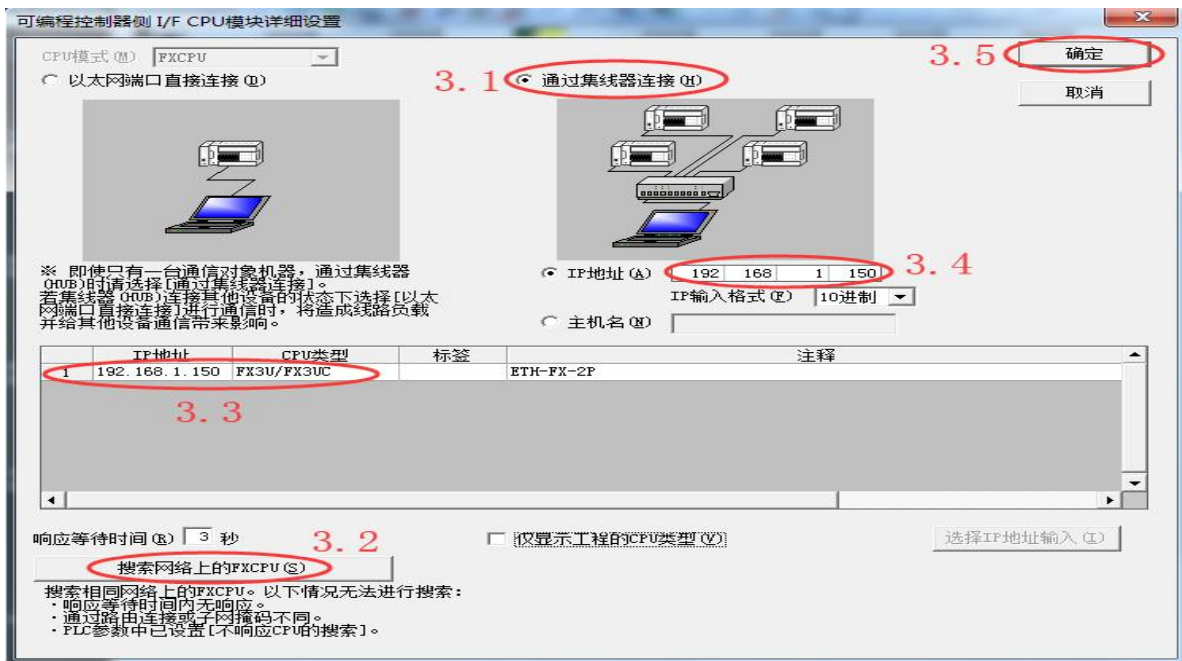 可编程控制器侧 I/F CPU模块详细设置
CPU模式(M) FXCPU
3.5 确定
以太网端口直接连接(D)
3.1 通过集线器连接(H)
取消
※ 即使只有一台通信对象机器，通过集线器
(HUB)时请选择[通过集线器连接]。
若集线器(HUB)连接其他设备的状态下选择[以太
网端口直接连接]进行通信时，将造成线路负载
并给其他设备通信带来影响。
IP地址(A) 192 168 1 150 3.4
IP输入格式(F) 10进制
主机名(N)
IP地址 CPU类型 标签 注释
1 192.168.1.150 FX3U/FX3UC ETH-FX-2P
3.3
响应等待时间(R) 3 秒 3.2
仅显示工程的CPU类型(V)
选择IP地址输入(I)
搜索网络上的FXCPU(S)
搜索相同网络上的FXCPU。以下情况无法进行搜索:
·响应等待时间内无响应。
·通过路由连接或子网掩码不同。
·PLC参数中已设置[不响应CPU的搜索]。